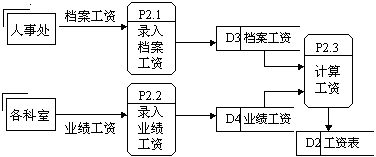 人事处
档案工资
P2.1
录入
档案
工资
D3 档案工资
P2.3
计算
工资
各科室
业绩工资
P2.2
录入
业绩
工资
D4 业绩工资
D2 工资表